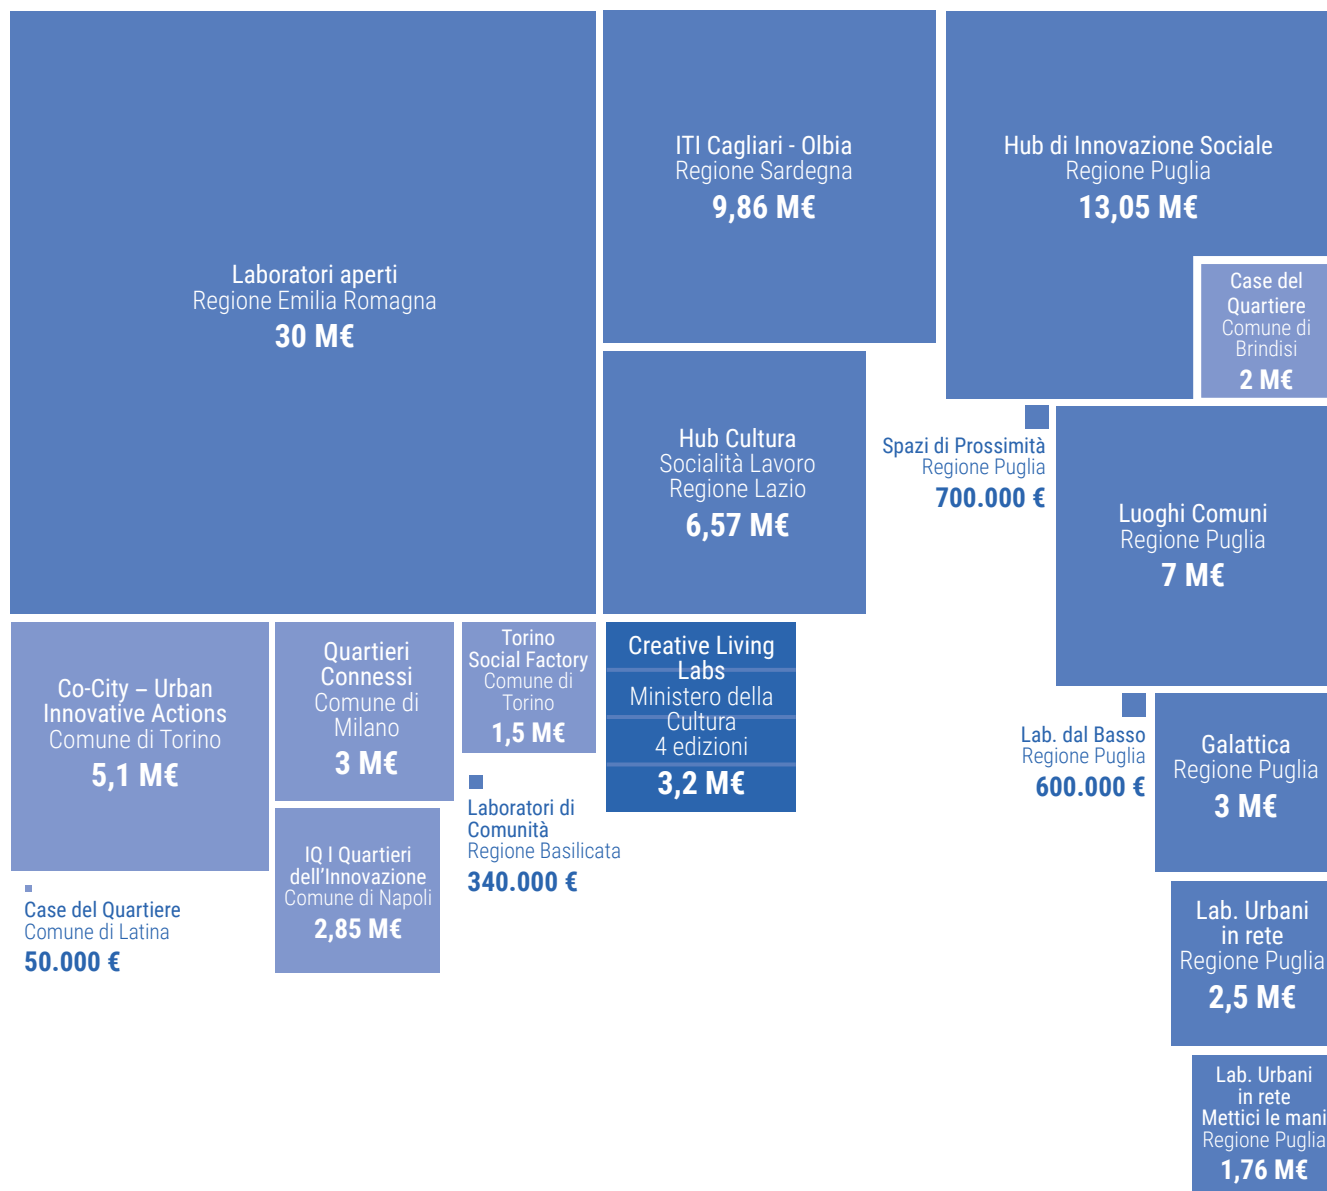 Laboratori aperti
Regione Emilia Romagna
30 M€
ITI Cagliari - Olbia
Regione Sardegna
9,86 M€
Hub di Innovazione Sociale
Regione Puglia
13,05 M€
Case del
Quartiere
Comune di
Brindisi
2 M€
Hub Cultura
Socialità Lavoro
Regione Lazio
6,57 M€
Spazi di Prossimità
Regione Puglia
700.000 €
Luoghi Comuni
Regione Puglia
7 M€
Co-City – Urban
Innovative Actions
Comune di Torino
5,1 M€
Quartieri
Connessi
Comune di
Milano
3 M€
Torino
Social Factory
Comune di
Torino
1,5 M€
Creative Living
Labs
Ministero della
Cultura
4 edizioni
3,2 M€
Lab. dal Basso
Regione Puglia
600.000 €
Galattica
Regione Puglia
3 M€
Laboratori di
Comunità
Regione Basilicata
340.000 €
IQ I Quartieri
dell'Innovazione
Comune di Napoli
2,85 M€
Case del Quartiere
Comune di Latina
50.000 €
Lab. Urbani
in rete
Regione Puglia
2,5 M€
Lab. Urbani
in rete
Mettici le mani
Regione Puglia
1,76 M€